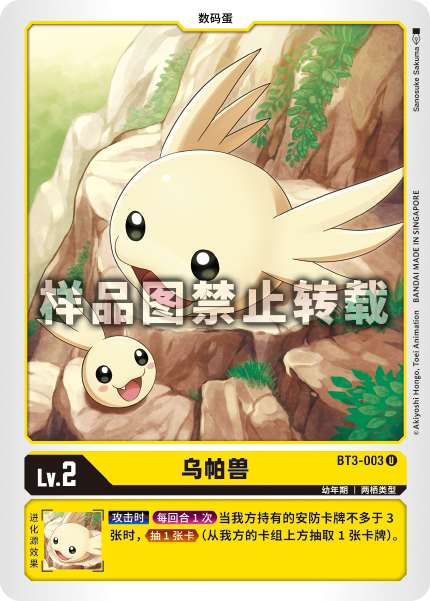 数码蛋
Sanosuke Sakuma
©Akiyoshi Hongo, Toei Animation BANDAI MADE IN SINGAPORE
样品图禁止转载
Lv.2
乌帕兽
BT3-003 U
幼年期 | 两栖类型
进化源效果
攻击时 每回合1次 当我方持有的安防卡牌不多于3
张时，抽1张卡（从我方的卡组上方抽取1张卡牌）。